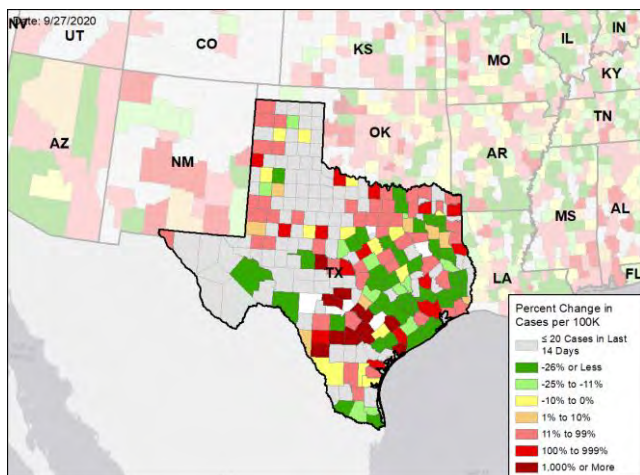 Date: 9/27/2020
NV
UT
CO
KS
MO
IL
IN
KY
AZ
NM
OK
AR
TN
MS
AL
TX
LA
FL
Percent Change in
Cases per 100K
≤ 20 Cases in Last
14 Days
-26% or Less
-25% to -11%
-10% to 0%
1% to 10%
11% to 99%
100% to 999%
1,000% or More